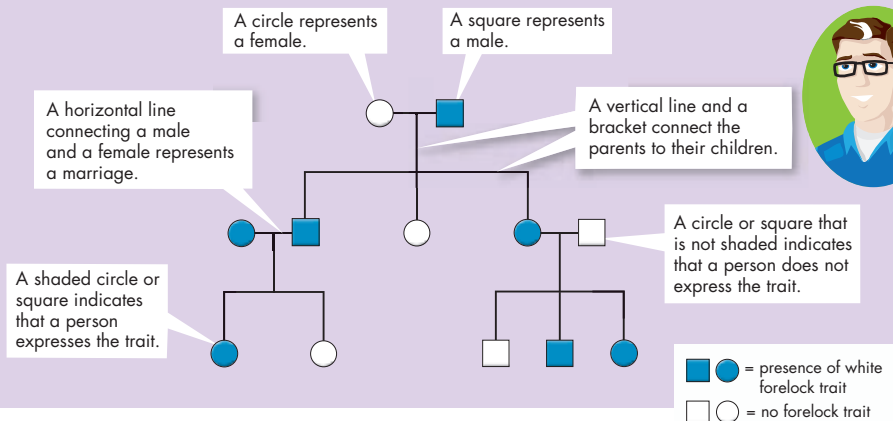 A circle represents
a female.
A square represents
a male.
A horizontal line
connecting a male
and a female represents
a marriage.
A vertical line and a
bracket connect the
parents to their children.
A circle or square that
is not shaded indicates
that a person does not
express the trait.
A shaded circle or
square indicates
that a person
expresses the trait.
= presence of white
forelock trait
= no forelock trait